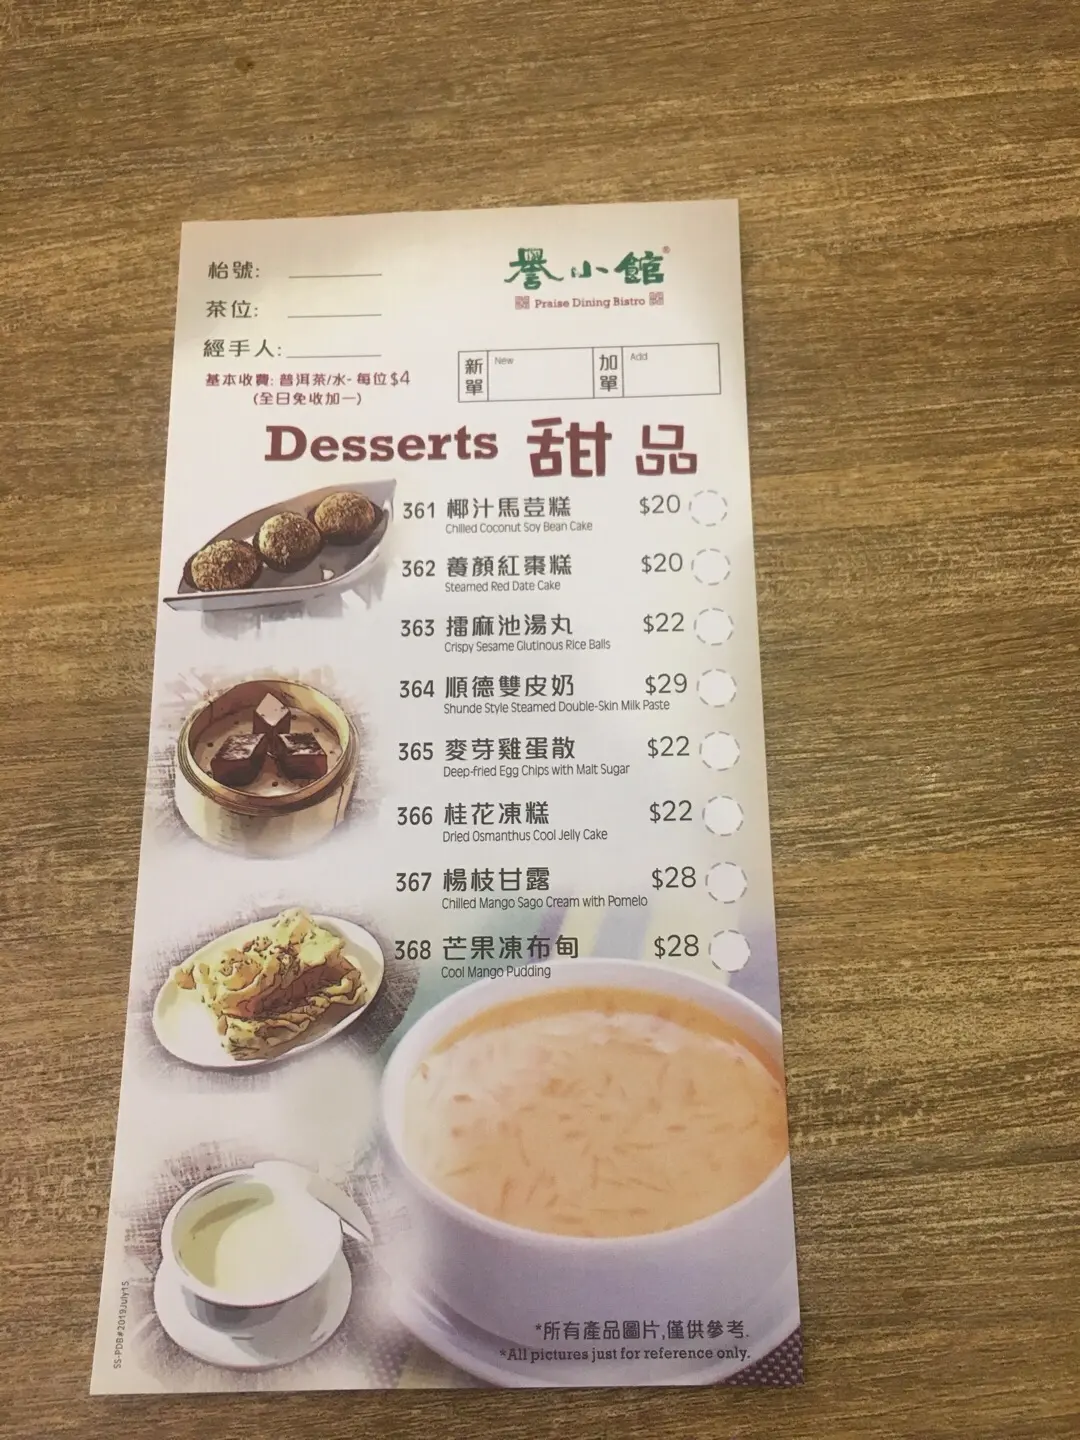 枱號:
茶位:
經手人:
基本收費: 普洱茶/水- 每位$4
(全日免收加一)
譽小館®
Praise Dining Bistro
新單 New 加單 Add
Desserts 甜品
361 椰汁馬荳糕 $20
Chilled Coconut Soy Bean Cake
362 養顏紅棗糕 $20
Steamed Red Date Cake
363 擂麻池湯丸 $22
Crispy Sesame Glutinous Rice Balls
364 順德雙皮奶 $29
Shunde Style Steamed Double-Skin Milk Paste
365 麥芽雞蛋散 $22
Deep-fried Egg Chips with Malt Sugar
366 桂花凍糕 $22
Dried Osmanthus Cool Jelly Cake
367 楊枝甘露 $28
Chilled Mango Sago Cream with Pomelo
368 芒果凍布甸 $28
Cool Mango Pudding
*所有產品圖片,僅供參考.
*All pictures just for reference only.
SS-PDB#2019July15